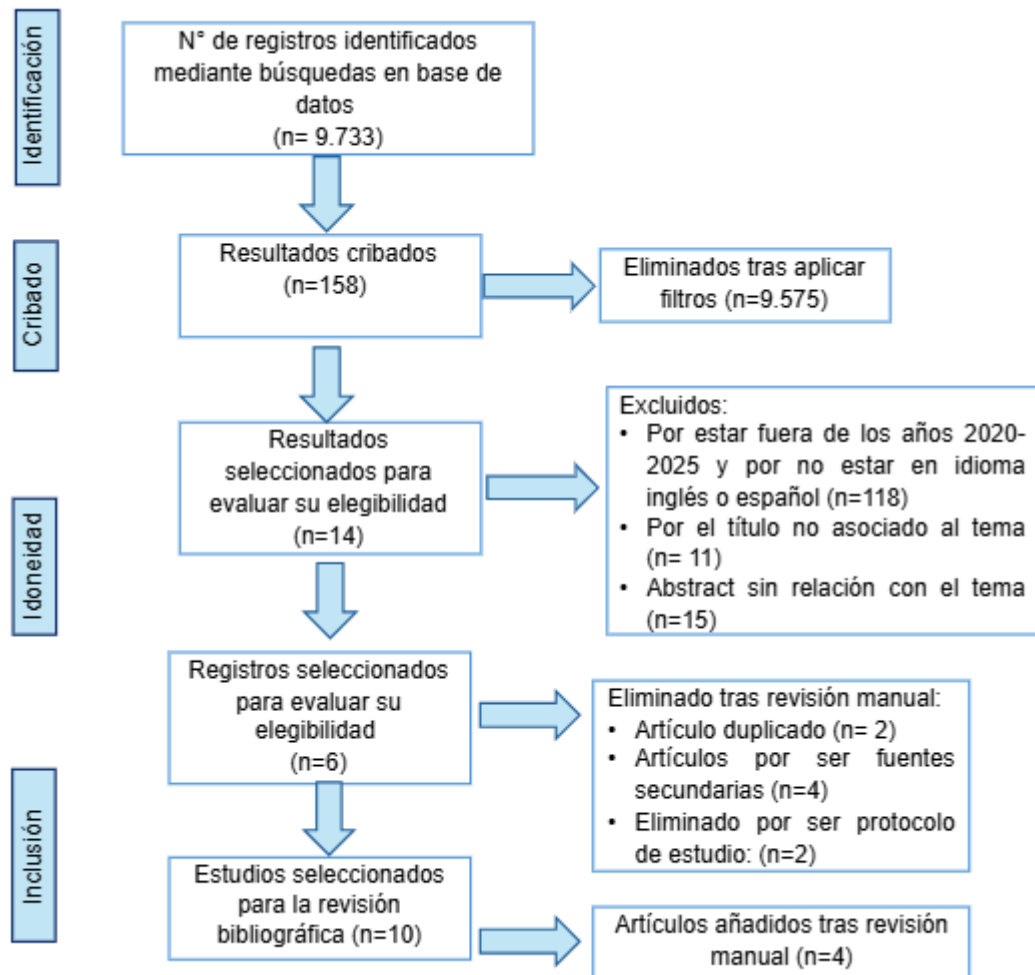 Identificación
N° de registros identificados
mediante búsquedas en base de
datos
(n= 9.733)
Cribado
Resultados cribados
(n=158)
Eliminados tras aplicar
filtros (n=9.575)
Idoneidad
Resultados
seleccionados para
evaluar su elegibilidad
(n=14)
Excluidos:
• Por estar fuera de los años 2020-
2025 y por no estar en idioma
inglés o español (n=118)
• Por el título no asociado al tema
(n= 11)
• Abstract sin relación con el tema
(n=15)
Registros seleccionados
para evaluar su
elegibilidad
(n=6)
Eliminado tras revisión manual:
• Artículo duplicado (n= 2)
• Artículos por ser fuentes
secundarias (n=4)
• Eliminado por ser protocolo
de estudio: (n=2)
Inclusión
Estudios seleccionados
para la revisión
bibliográfica (n=10)
Artículos añadidos tras revisión
manual (n=4)